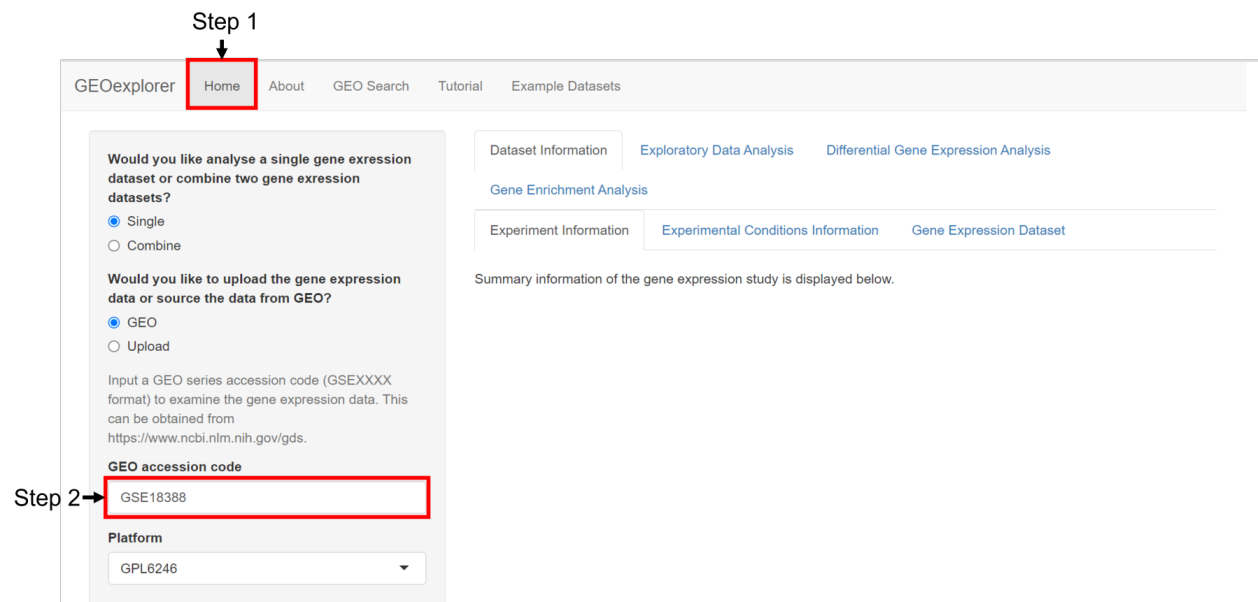 Step 1
GEOexplorer Home About GEO Search Tutorial Example Datasets
Would you like analyse a single gene exression
dataset or combine two gene exression
datasets?
Single
Combine
Would you like to upload the gene expression
data or source the data from GEO?
GEO
Upload
Input a GEO series accession code (GSEXXXX
format) to examine the gene expression data. This
can be obtained from
https://www.ncbi.nlm.nih.gov/gds.
GEO accession code
Step 2
GSE18388
Platform
GPL6246
Dataset Information Exploratory Data Analysis Differential Gene Expression Analysis
Gene Enrichment Analysis
Experiment Information Experimental Conditions Information Gene Expression Dataset
Summary information of the gene expression study is displayed below.